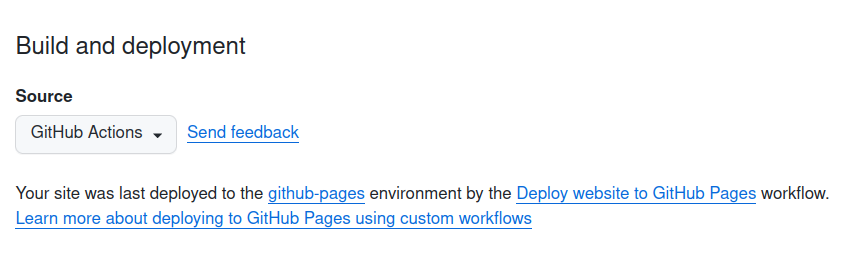 Build and deployment
Source
GitHub Actions Send feedback
Your site was last deployed to the github-pages environment by the Deploy website to GitHub Pages workflow.
Learn more about deploying to GitHub Pages using custom workflows